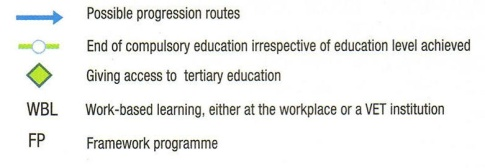 Possible progression routes
End of compulsory education irrespective of education level achieved
Giving access to tertiary education
WBL Work-based learning, either at the workplace or a VET institution
FP Framework programme